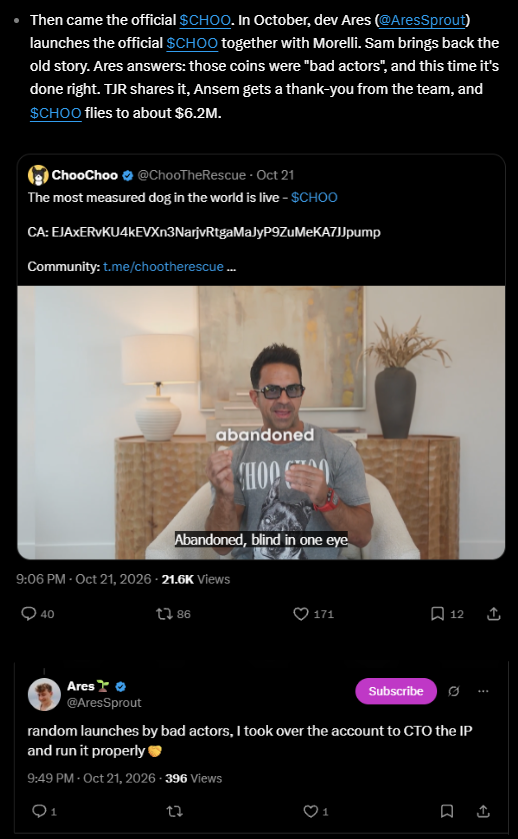 Then came the official $CHOO. In October, dev Ares (@AresSprout)
launches the official $CHOO together with Morelli. Sam brings back the
old story. Ares answers: those coins were "bad actors", and this time it's
done right. TJR shares it, Ansem gets a thank-you from the team, and
$CHOO flies to about $6.2M.
ChooChoo @ChooTheRescue · Oct 21
The most measured dog in the world is live - $CHOO
CA: EJAxERvKU4kEVXn3NarjvRtgaMaJyP9ZuMeKA7JJpump
Community: t.me/chootherescue ...
abandoned
CHOO CHOO
Abandoned, blind in one eye
9:06 PM · Oct 21, 2026 · 21.6K Views
40 86 171 12
Ares
@AresSprout
Subscribe
random launches by bad actors, I took over the account to CTO the IP
and run it properly
9:49 PM · Oct 21, 2026 · 396 Views
1 1